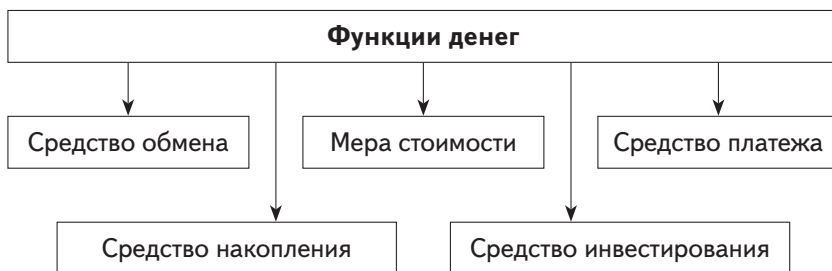 Функции денег
Средство обмена
Мера стоимости
Средство платежа
Средство накопления
Средство инвестирования